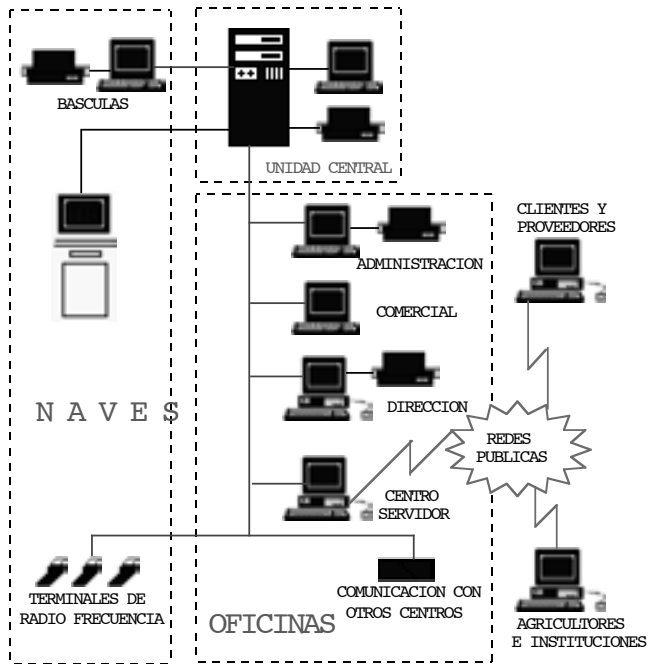 BASCULAS
UNIDAD CENTRAL
CLIENTES Y
PROVEEDORES
ADMINISTRACION
COMERCIAL
DIRECCION
NAVES
REDES
PUBLICAS
CENTRO
SERVIDOR
TERMINALES DE
RADIO FRECUENCIA
COMUNICACION CON
OTROS CENTROS
OFICINAS
AGRICULTORES
E INSTITUCIONES